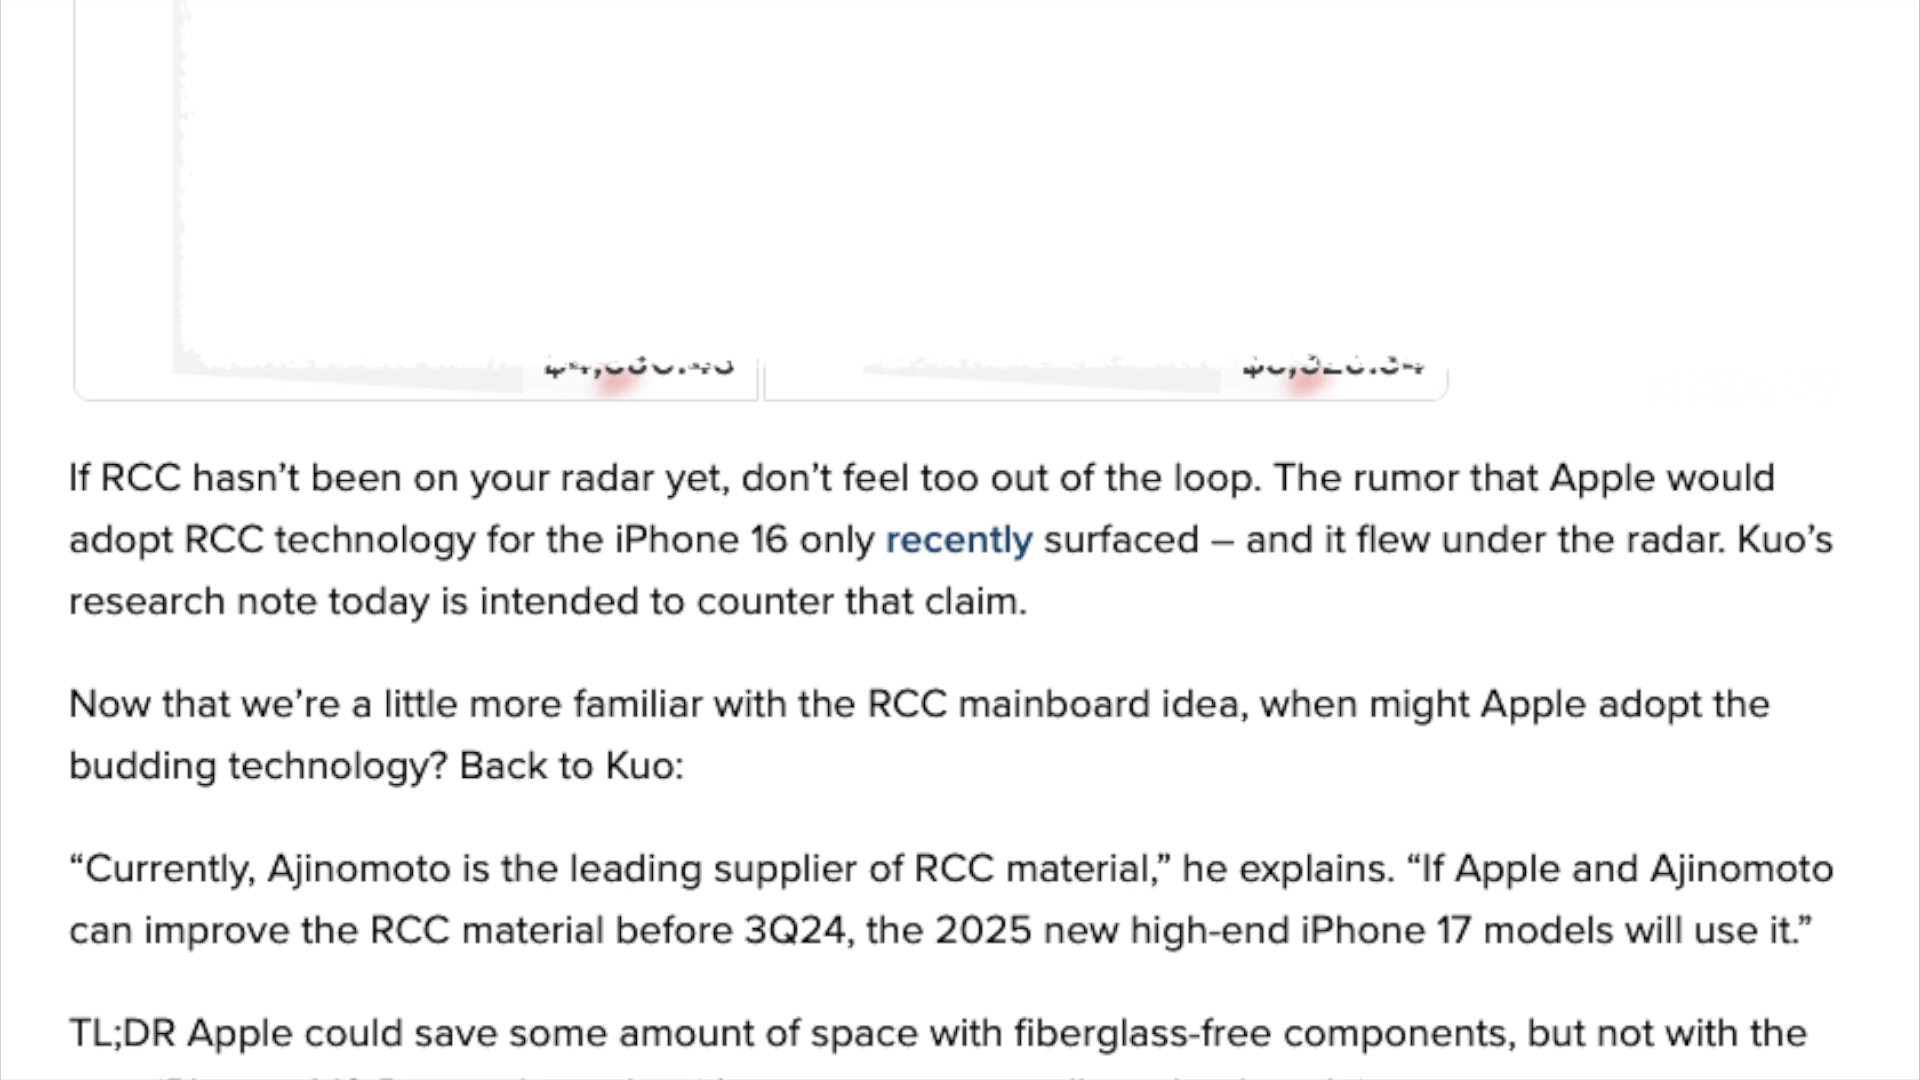 If RCC hasn’t been on your radar yet, don’t feel too out of the loop. The rumor that Apple would
adopt RCC technology for the iPhone 16 only recently surfaced – and it flew under the radar. Kuo’s
research note today is intended to counter that claim.
Now that we’re a little more familiar with the RCC mainboard idea, when might Apple adopt the
budding technology? Back to Kuo:
“Currently, Ajinomoto is the leading supplier of RCC material,” he explains. “If Apple and Ajinomoto
can improve the RCC material before 3Q24, the 2025 new high-end iPhone 17 models will use it.”
TL;DR Apple could save some amount of space with fiberglass-free components, but not with the